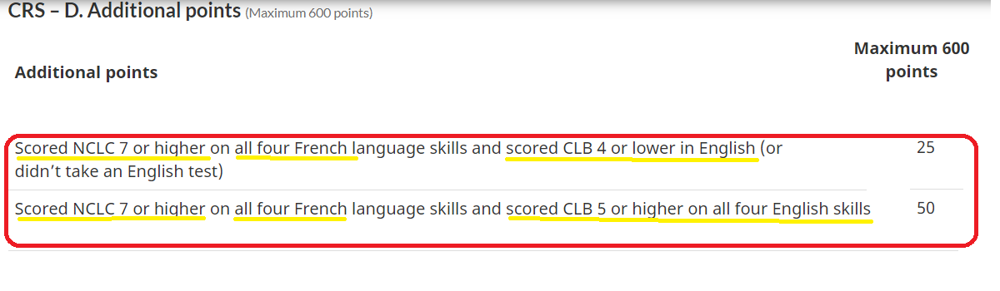 CRS – D. Additional points (Maximum 600 points)
Maximum 600
points
Additional points
Scored NCLC 7 or higher on all four French language skills and scored CLB 4 or lower in English (or 25
didn’t take an English test)
Scored NCLC 7 or higher on all four French language skills and scored CLB 5 or higher on all four English skills 50